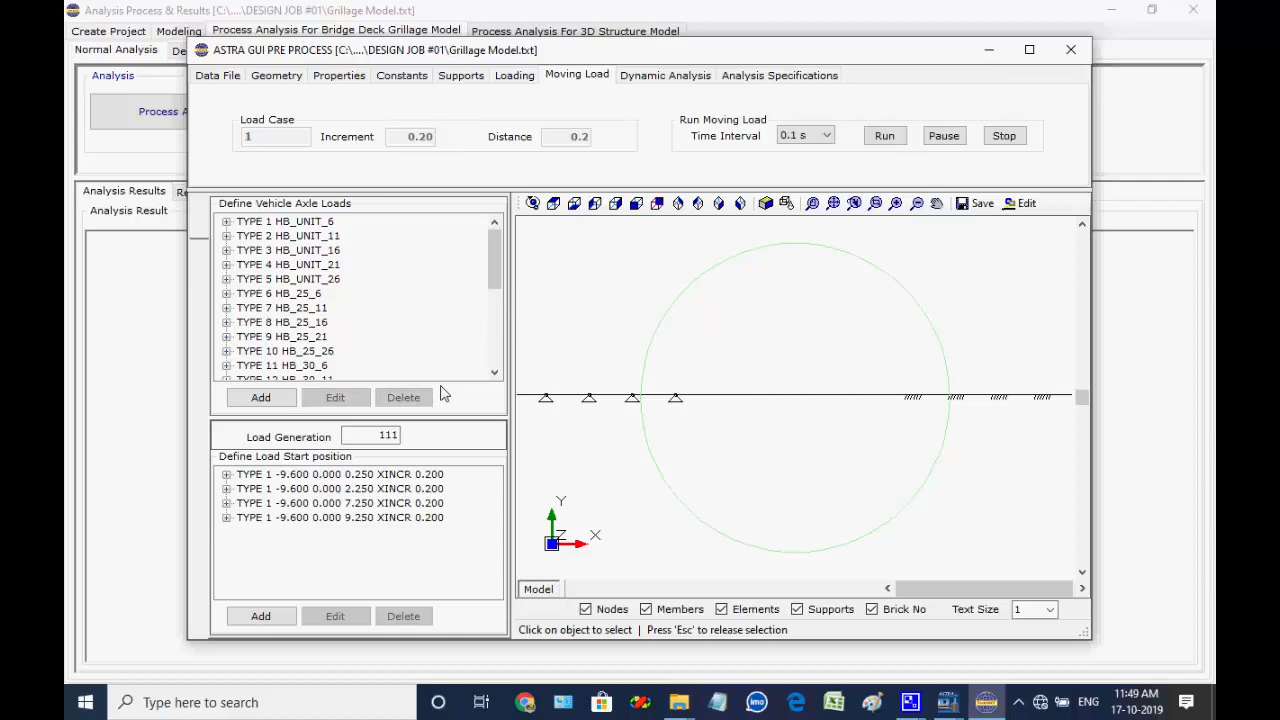 Analysis Process & Results [C:\....\DESIGN JOB #01\Grillage Model.txt]
Create Project
Modeling
Process Analysis For Bridge Deck Grillage Model
Process Analysis For 3D Structure Model
Normal Analysis
De
ASTRA GUI PRE PROCESS [C:\....\DESIGN JOB #01\Grillage Model.txt]
Analysis
Process A
Data File
Geometry
Properties
Constants
Supports
Loading
Moving Load
Dynamic Analysis
Analysis Specifications
Load Case
1
Increment
0.20
Distance
0.2
Run Moving Load
Time Interval
0.1 s
Run
Pause
Stop
Analysis Results
Re
Analysis Result
Define Vehicle Axle Loads
TYPE 1 HB_UNIT_6
TYPE 2 HB_UNIT_11
TYPE 3 HB_UNIT_16
TYPE 4 HB_UNIT_21
TYPE 5 HB_UNIT_26
TYPE 6 HB_25_6
TYPE 7 HB_25_11
TYPE 8 HB_25_16
TYPE 9 HB_25_21
TYPE 10 HB_25_26
TYPE 11 HB_30_6
TYPE 12 HB_30_11
Add
Edit
Delete
Load Generation
111
Define Load Start position
TYPE 1 -9.600 0.000 0.250 XINCR 0.200
TYPE 1 -9.600 0.000 2.250 XINCR 0.200
TYPE 1 -9.600 0.000 7.250 XINCR 0.200
TYPE 1 -9.600 0.000 9.250 XINCR 0.200
Add
Edit
Delete
Save
Edit
Y
Z
X
Model
Nodes
Members
Elements
Supports
Brick No
Text Size
1
Click on object to select | Press 'Esc' to release selection
Type here to search
imo
ENG
11:49 AM
17-10-2019